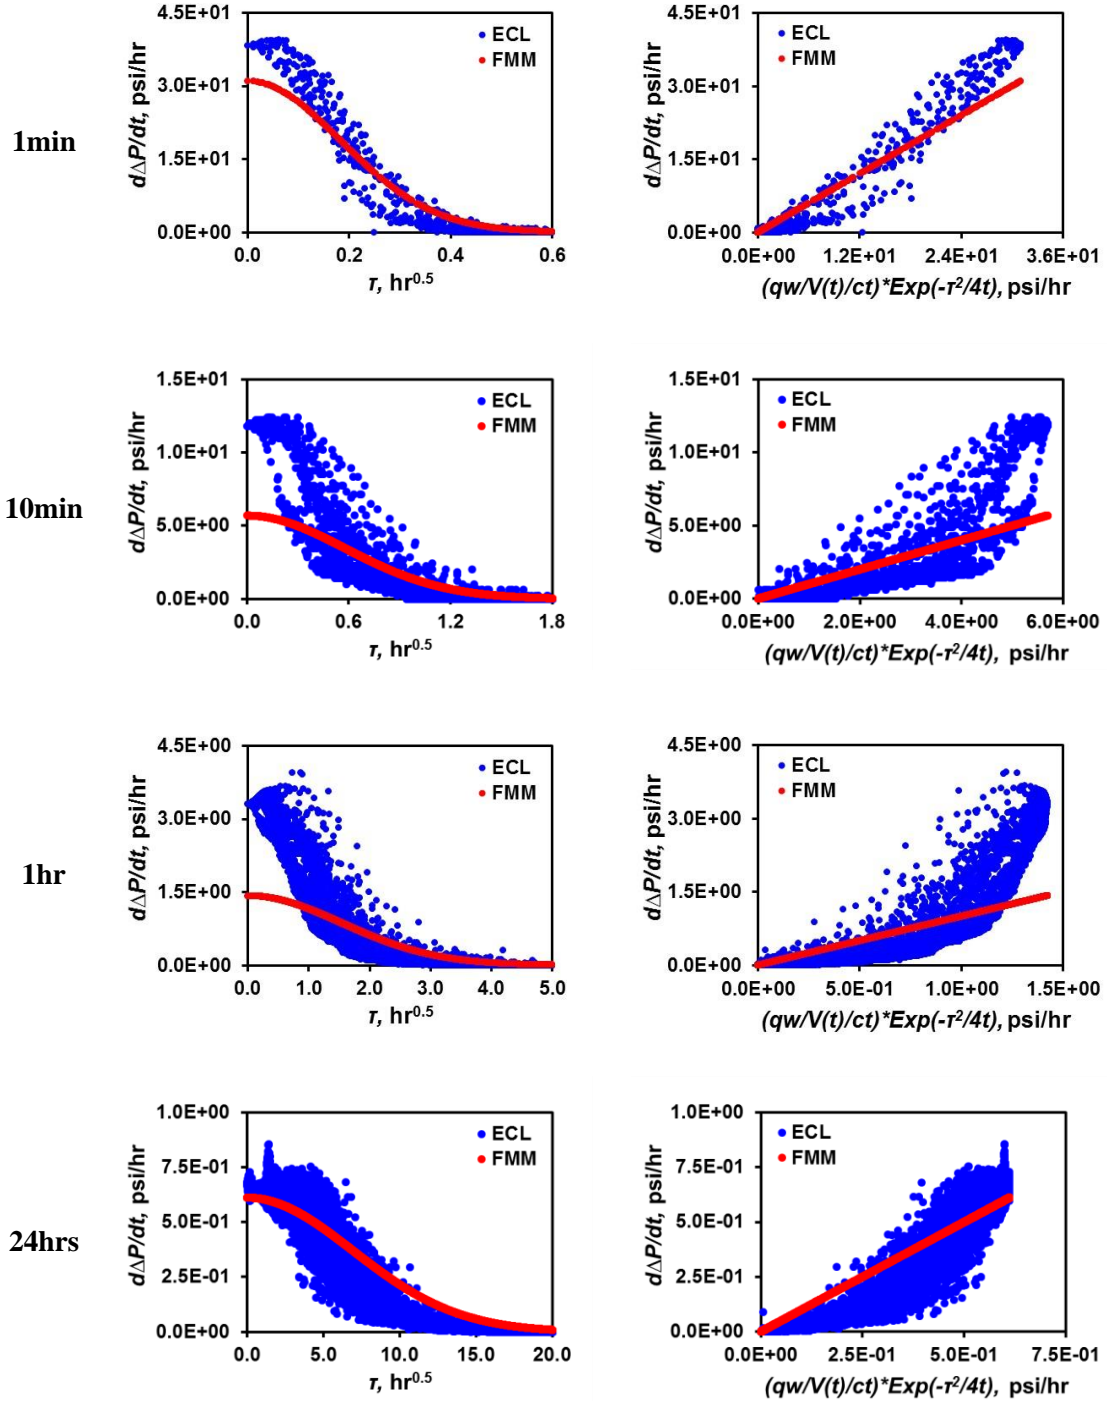 1min
4.5E+01
3.0E+01
1.5E+01
0.0E+00
d∆P/dt, psi/hr
ECL
FMM
0.0 0.2 0.4 0.6
τ, hr0.5
4.5E+01
3.0E+01
1.5E+01
0.0E+00
d∆P/dt, psi/hr
ECL
FMM
0.0E+00 1.2E+01 2.4E+01 3.6E+01
(qw/V(t)/ct)*Exp(-τ2/4t), psi/hr
10min
1.5E+01
1.0E+01
5.0E+00
0.0E+00
d∆P/dt, psi/hr
ECL
FMM
0.0 0.6 1.2 1.8
τ, hr0.5
1.5E+01
1.0E+01
5.0E+00
0.0E+00
d∆P/dt, psi/hr
ECL
FMM
0.0E+00 2.0E+00 4.0E+00 6.0E+00
(qw/V(t)/ct)*Exp(-τ2/4t), psi/hr
1hr
4.5E+00
3.0E+00
1.5E+00
0.0E+00
d∆P/dt, psi/hr
ECL
FMM
0.0 1.0 2.0 3.0 4.0 5.0
τ, hr0.5
4.5E+00
3.0E+00
1.5E+00
0.0E+00
d∆P/dt, psi/hr
ECL
FMM
0.0E+00 5.0E-01 1.0E+00 1.5E+00
(qw/V(t)/ct)*Exp(-τ2/4t), psi/hr
24hrs
1.0E+00
7.5E-01
5.0E-01
2.5E-01
0.0E+00
d∆P/dt, psi/hr
ECL
FMM
0.0 5.0 10.0 15.0 20.0
τ, hr0.5
1.0E+00
7.5E-01
5.0E-01
2.5E-01
0.0E+00
d∆P/dt, psi/hr
ECL
FMM
0.0E+00 2.5E-01 5.0E-01 7.5E-01
(qw/V(t)/ct)*Exp(-τ2/4t), psi/hr